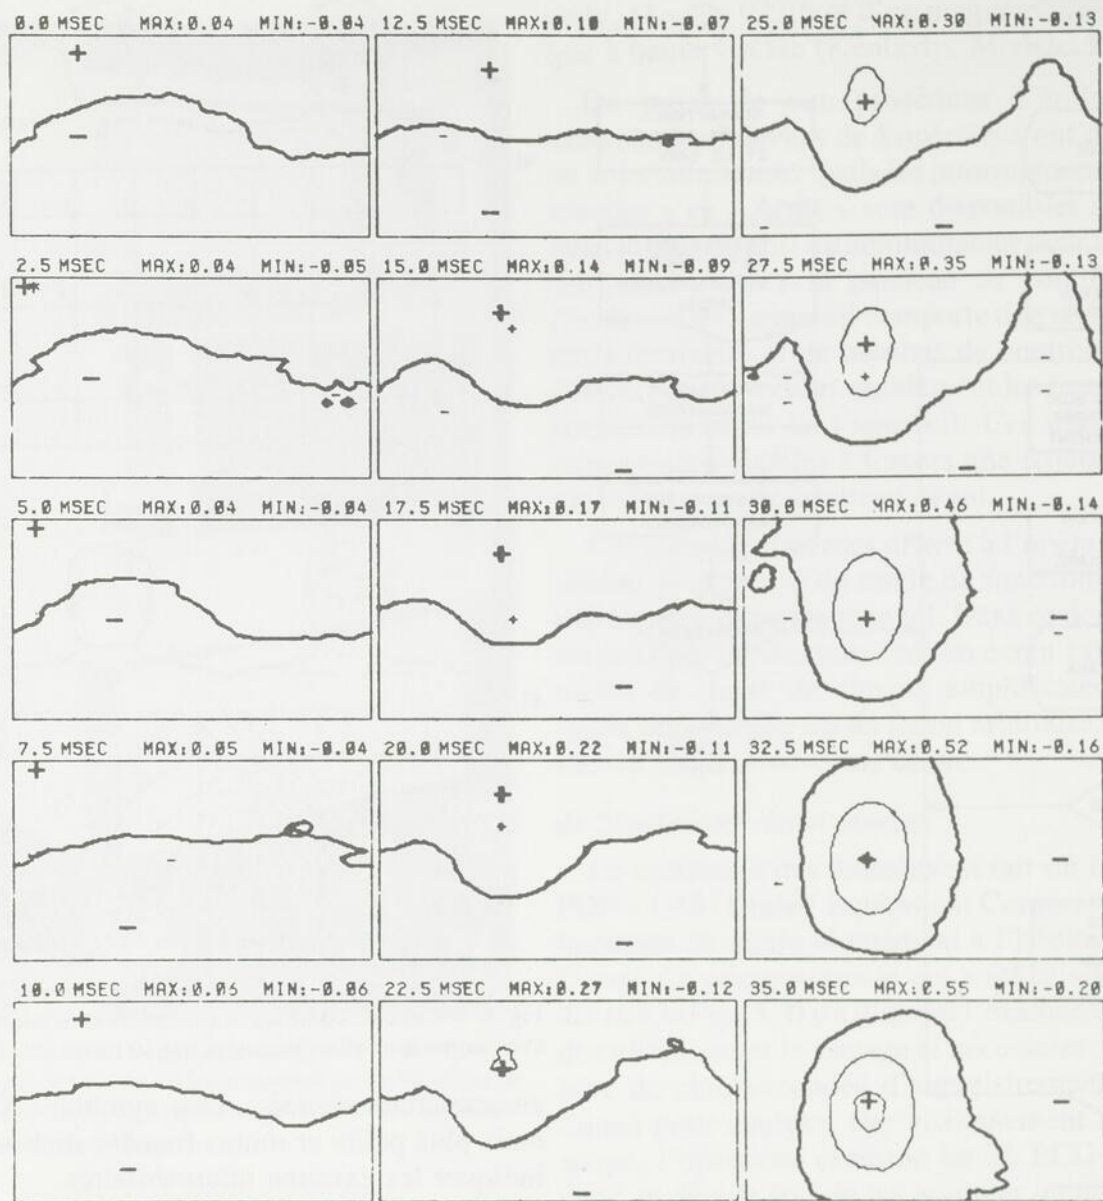 0.0 MSEC MAX:0.04 MIN:-0.04
12.5 MSEC MAX:0.10 MIN:-0.07
25.0 MSEC MAX:0.30 MIN:-0.13
2.5 MSEC MAX:0.04 MIN:-0.05
15.0 MSEC MAX:0.14 MIN:-0.09
27.5 MSEC MAX:0.35 MIN:-0.13
5.0 MSEC MAX:0.04 MIN:-0.04
17.5 MSEC MAX:0.17 MIN:-0.11
30.0 MSEC MAX:0.46 MIN:-0.14
7.5 MSEC MAX:0.05 MIN:-0.04
20.0 MSEC MAX:0.22 MIN:-0.11
32.5 MSEC MAX:0.52 MIN:-0.16
10.0 MSEC MAX:0.06 MIN:-0.06
22.5 MSEC MAX:0.27 MIN:-0.12
35.0 MSEC MAX:0.55 MIN:-0.20